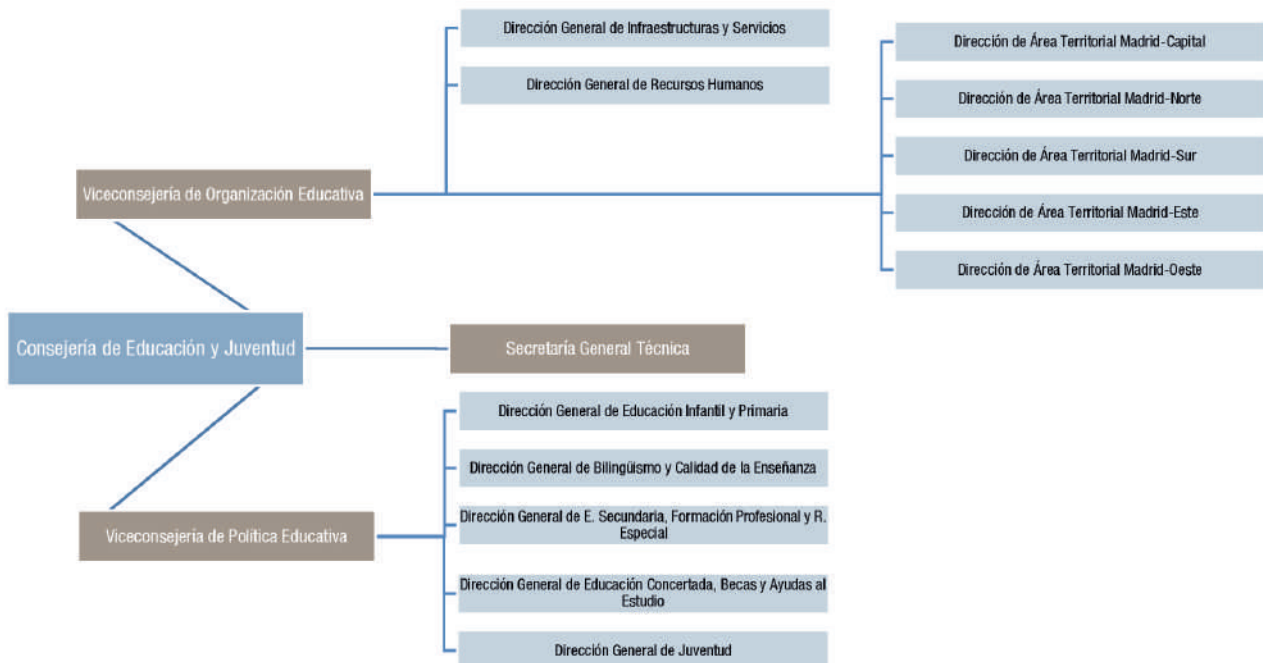 Dirección General de Infraestructuras y Servicios
Dirección General de Recursos Humanos
Dirección de Área Territorial Madrid-Capital
Dirección de Área Territorial Madrid-Norte
Dirección de Área Territorial Madrid-Sur
Dirección de Área Territorial Madrid-Este
Dirección de Área Territorial Madrid-Oeste
Viceconsejería de Organización Educativa
Consejería de Educación y Juventud
Secretaría General Técnica
Viceconsejería de Política Educativa
Dirección General de Educación Infantil y Primaria
Dirección General de Bilingüismo y Calidad de la Enseñanza
Dirección General de E. Secundaria, Formación Profesional y R.
Especial
Dirección General de Educación Concertada, Becas y Ayudas al
Estudio
Dirección General de Juventud